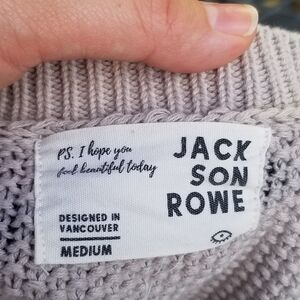 PS. I hope you
feel beautiful today
JACK
SON
ROWE
DESIGNED IN
VANCOUVER
MEDIUM